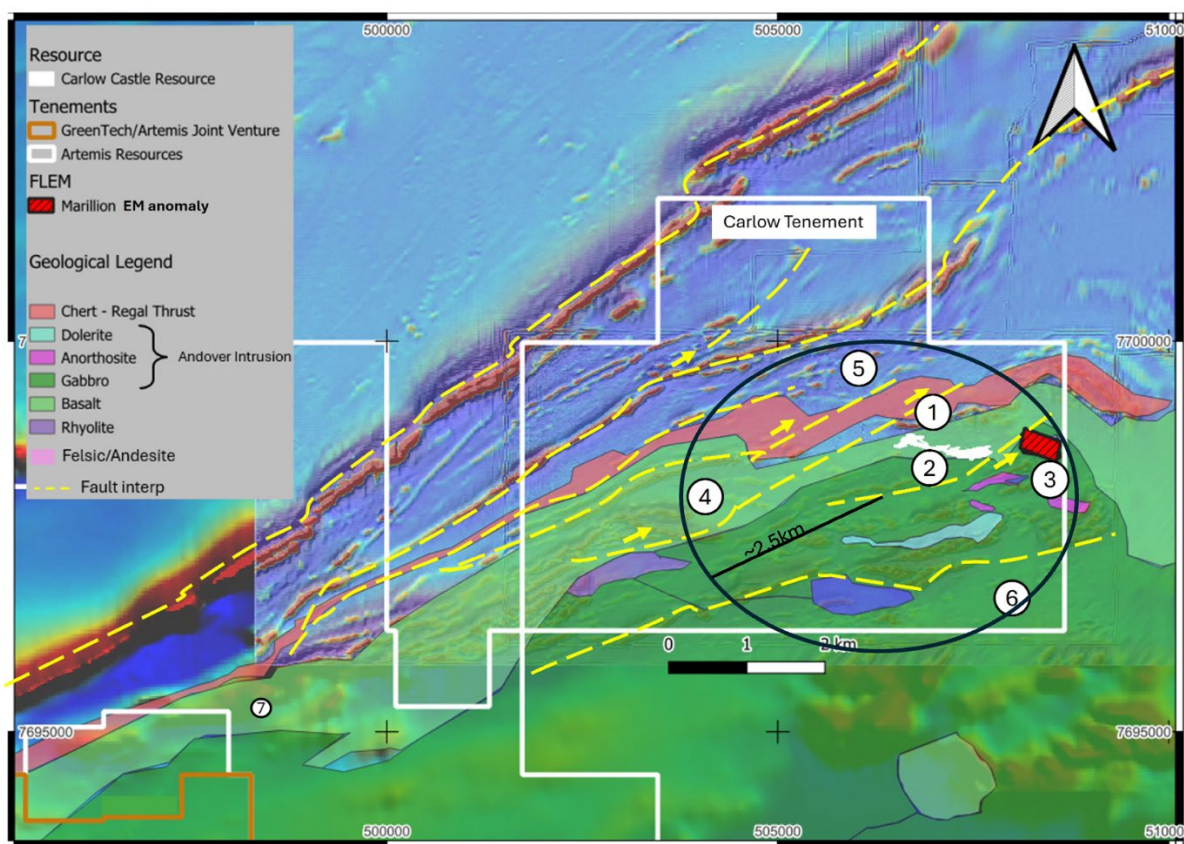 500000
505000
51000
Resource
Carlow Castle Resource
Tenements
GreenTech/Artemis Joint Venture
Artemis Resources
FLEM
Marillion EM anomaly
Geological Legend
Chert - Regal Thrust
Dolerite
Anorthosite
Gabbro
Andover Intrusion
Basalt
Rhyolite
Felsic/Andesite
Fault interp
Carlow Tenement
7
7700000
5
1
2
3
4
~2.5km
6
0 1 2 km
7
7695000
7695000
500000
505000
51000